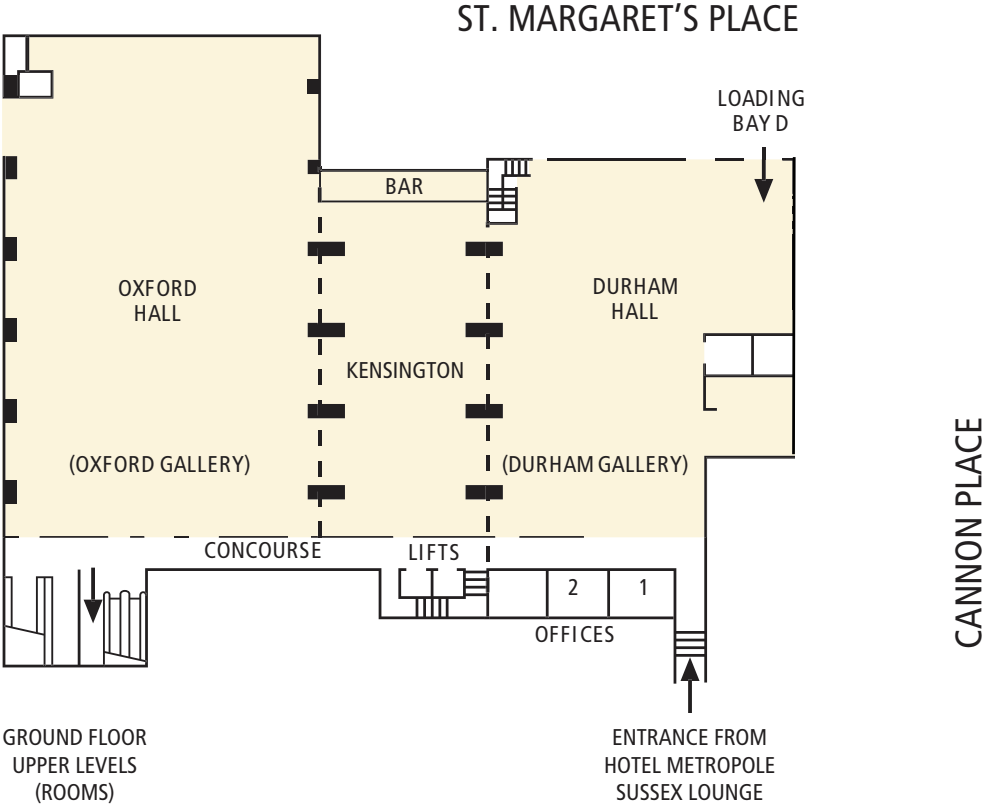 ST. MARGARET'S PLACE
LOADING
BAY D
BAR
OXFORD
HALL
DURHAM
HALL
KENSINGTON
(OXFORD GALLERY)
(DURHAM GALLERY)
CANNON PLACE
CONCOURSE
LIFTS
2
1
OFFICES
GROUND FLOOR
UPPER LEVELS
(ROOMS)
ENTRANCE FROM
HOTEL METROPOLE
SUSSEX LOUNGE